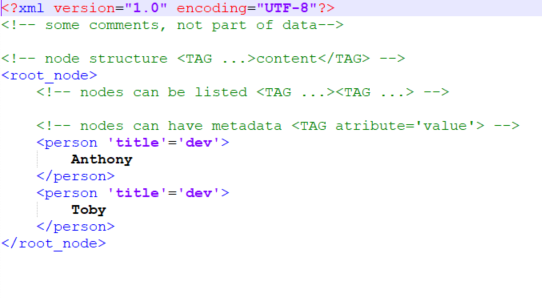 <?xml version="1.0" encoding="UTF-8"?>
<!-- some comments, not part of data-->
<!-- node structure <TAG ...>content</TAG> -->
<root_node>
<!-- nodes can be listed <TAG ...><TAG ...> -->
<!-- nodes can have metadata <TAG atribute='value'> -->
<person 'title'='dev'>
Anthony
</person>
<person 'title'='dev'>
Toby
</person>
</root_node>